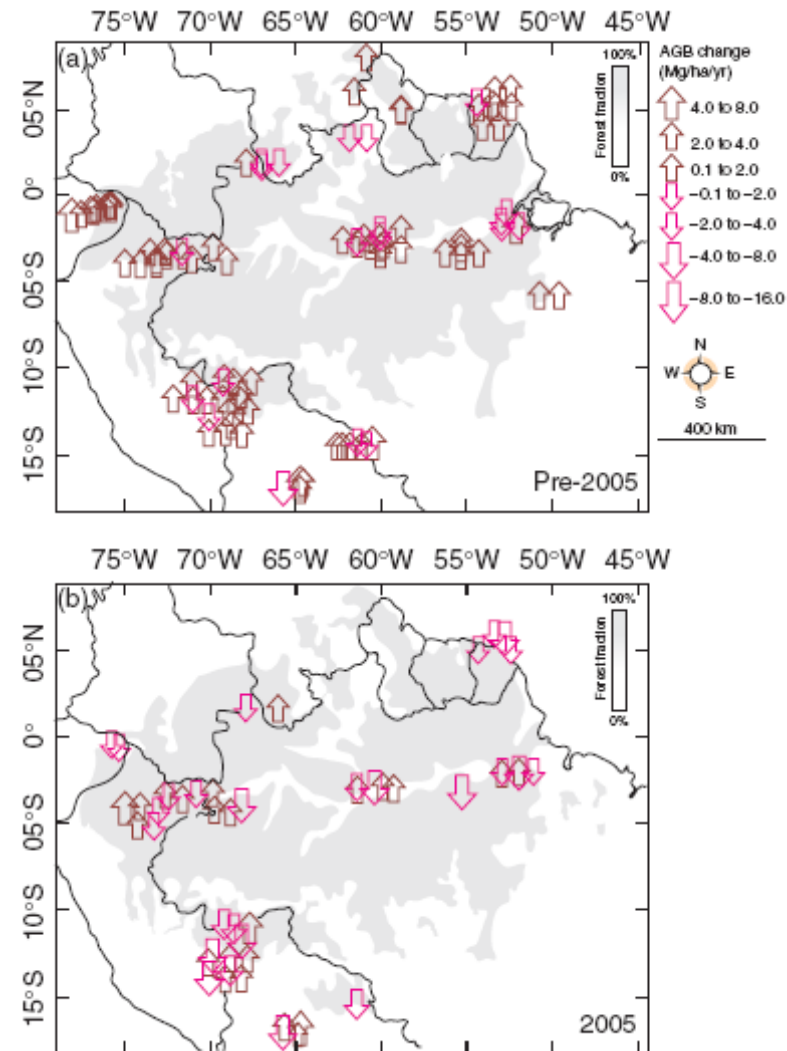 75°W 70°W 65°W 60°W 55°W 50°W 45°W
(a)
100%
Forest fraction
0%
05°N
0°
05°S
10°S
15°S
Pre-2005
AGB change
(Mg/ha/yr)
4.0 to 8.0
2.0 to 4.0
0.1 to 2.0
−0.1 to −2.0
−2.0 to −4.0
−4.0 to −8.0
−8.0 to −16.0
N
W E
S
400 km
75°W 70°W 65°W 60°W 55°W 50°W 45°W
(b)
100%
Forest fraction
0%
05°N
0°
05°S
10°S
15°S
2005